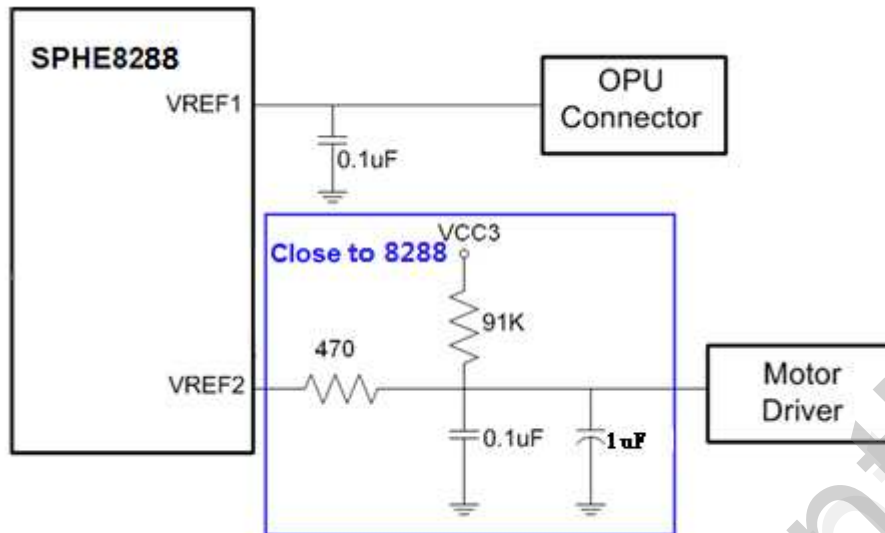 SPHE8288
VREF1
OPU
Connector
0.1uF
VCC3
Close to 8288
91K
470
VREF2
Motor
Driver
0.1uF
1uF